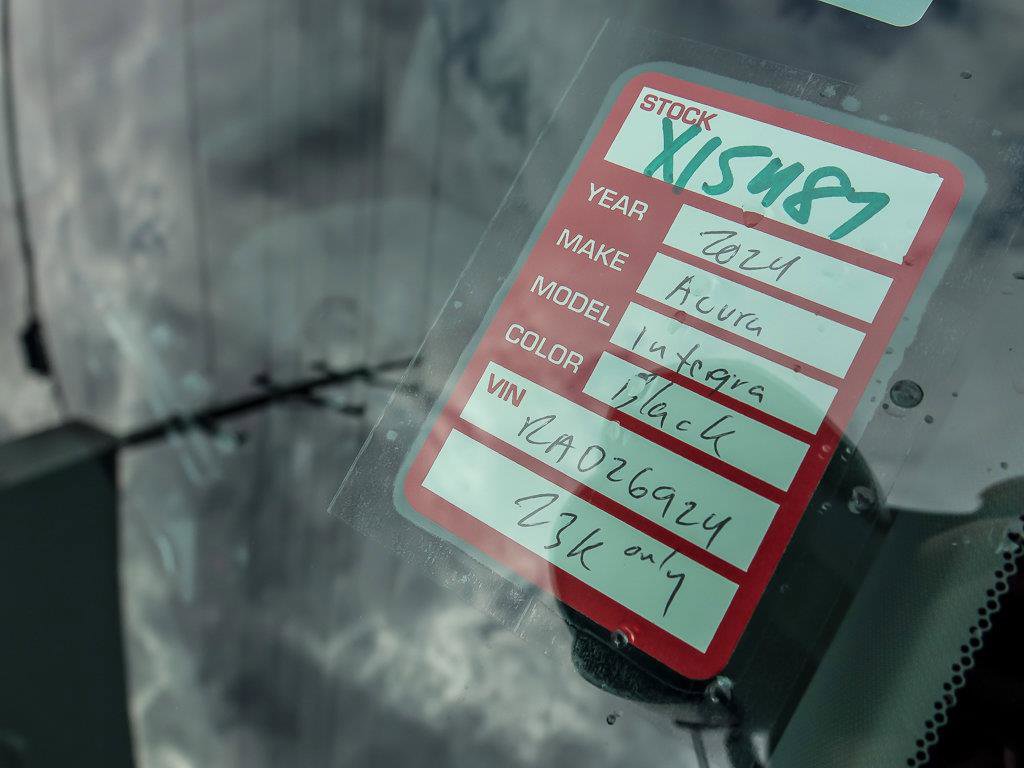 STOCK
X15487
YEAR 2024
MAKE Acura
MODEL Integra
COLOR Black
VIN
RA026924
23K only